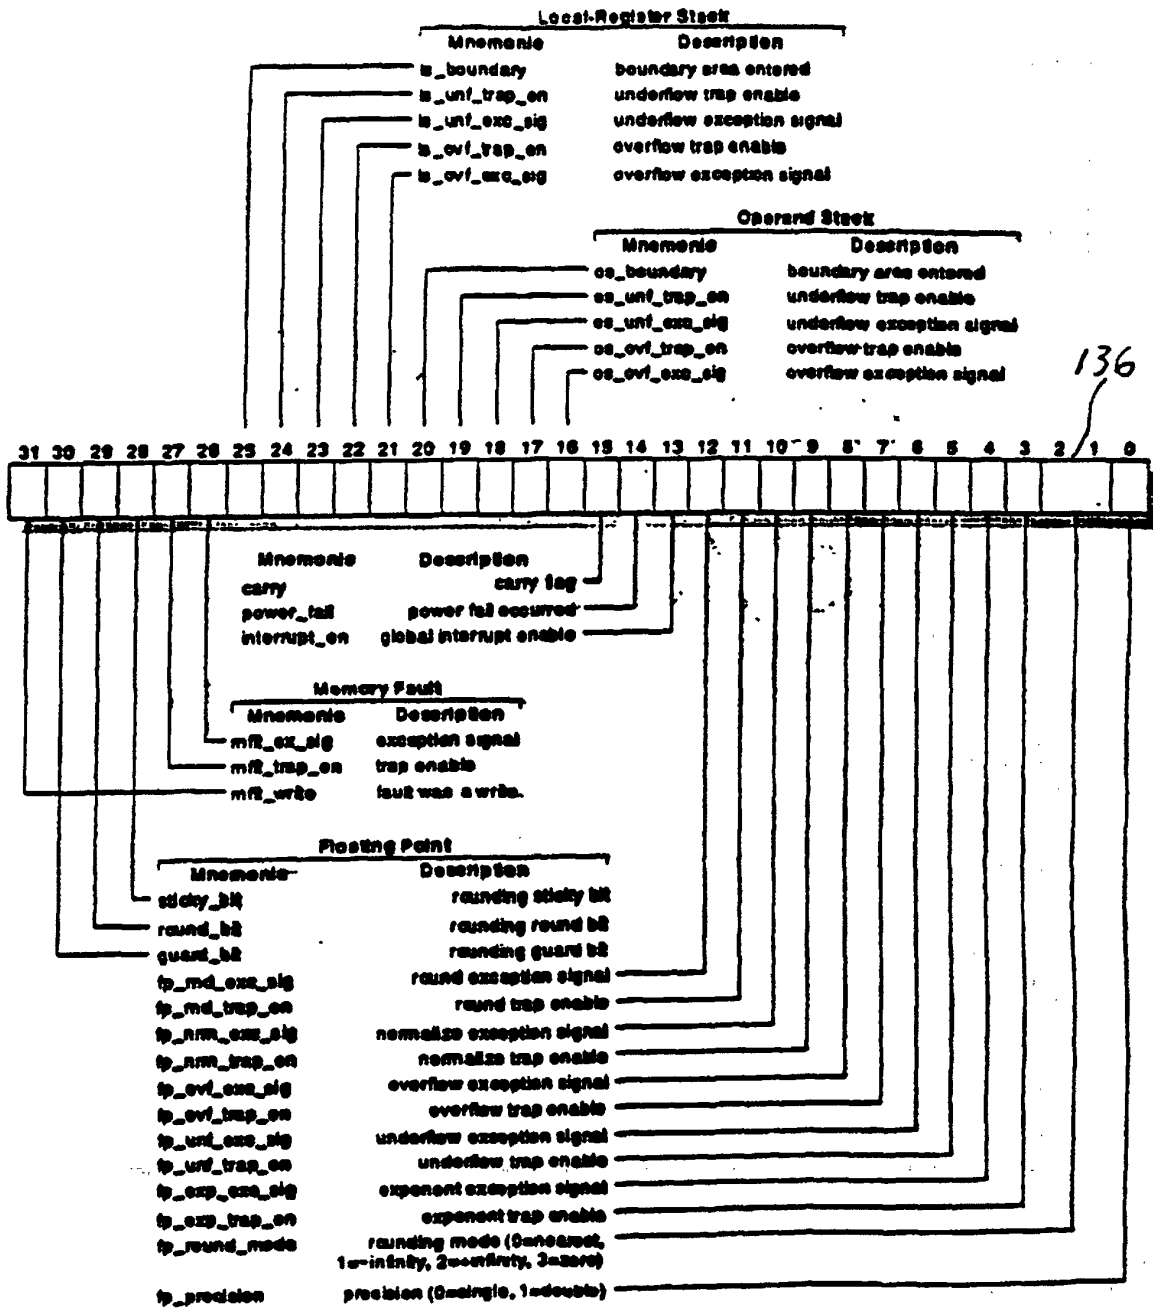 Local-Register Stack
Mnemonic Description
ls_boundary boundary area entered
ls_unf_trap_en underflow trap enable
ls_unf_exc_sig underflow exception signal
ls_ovf_trap_en overflow trap enable
ls_ovf_exc_sig overflow exception signal
Operand Stack
Mnemonic Description
os_boundary boundary area entered
os_unf_trap_en underflow trap enable
os_unf_exc_sig underflow exception signal
os_ovf_trap_en overflow trap enable
os_ovf_exc_sig overflow exception signal
136
31 30 29 28 27 26 25 24 23 22 21 20 19 18 17 16 15 14 13 12 11 10 9 8 7 6 5 4 3 2 1 0
Mnemonic Description
carry carry flag
power_fail power fail occurred
interrupt_en global interrupt enable
Memory Fault
Mnemonic Description
mflt_ex_sig exception signal
mflt_trap_en trap enable
mflt_write fault was a write.
Floating Point
Mnemonic Description
sticky_bit rounding sticky bit
round_bit rounding round bit
guard_bit rounding guard bit
fp_rnd_exc_sig round exception signal
fp_rnd_trap_en round trap enable
fp_nrm_exc_sig normalize exception signal
fp_nrm_trap_en normalize trap enable
fp_ovf_exc_sig overflow exception signal
fp_ovf_trap_en overflow trap enable
fp_unf_exc_sig underflow exception signal
fp_unf_trap_en underflow trap enable
fp_exp_exc_sig exponent exception signal
fp_exp_trap_en exponent trap enable
fp_round_mode rounding mode (0=nearest,
1=-infinity, 2=+infinity, 3=zero)
fp_precision precision (0=single, 1=double)